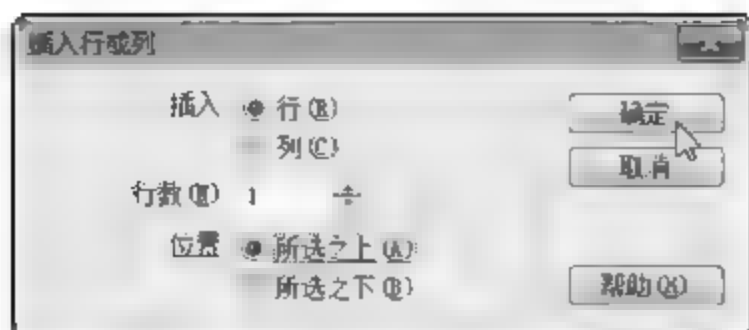 插入行或列
插入 行(R)
列(C)
行数(N) 1
位置 所选之上(A)
所选之下(B)
确定
取消
帮助(X)